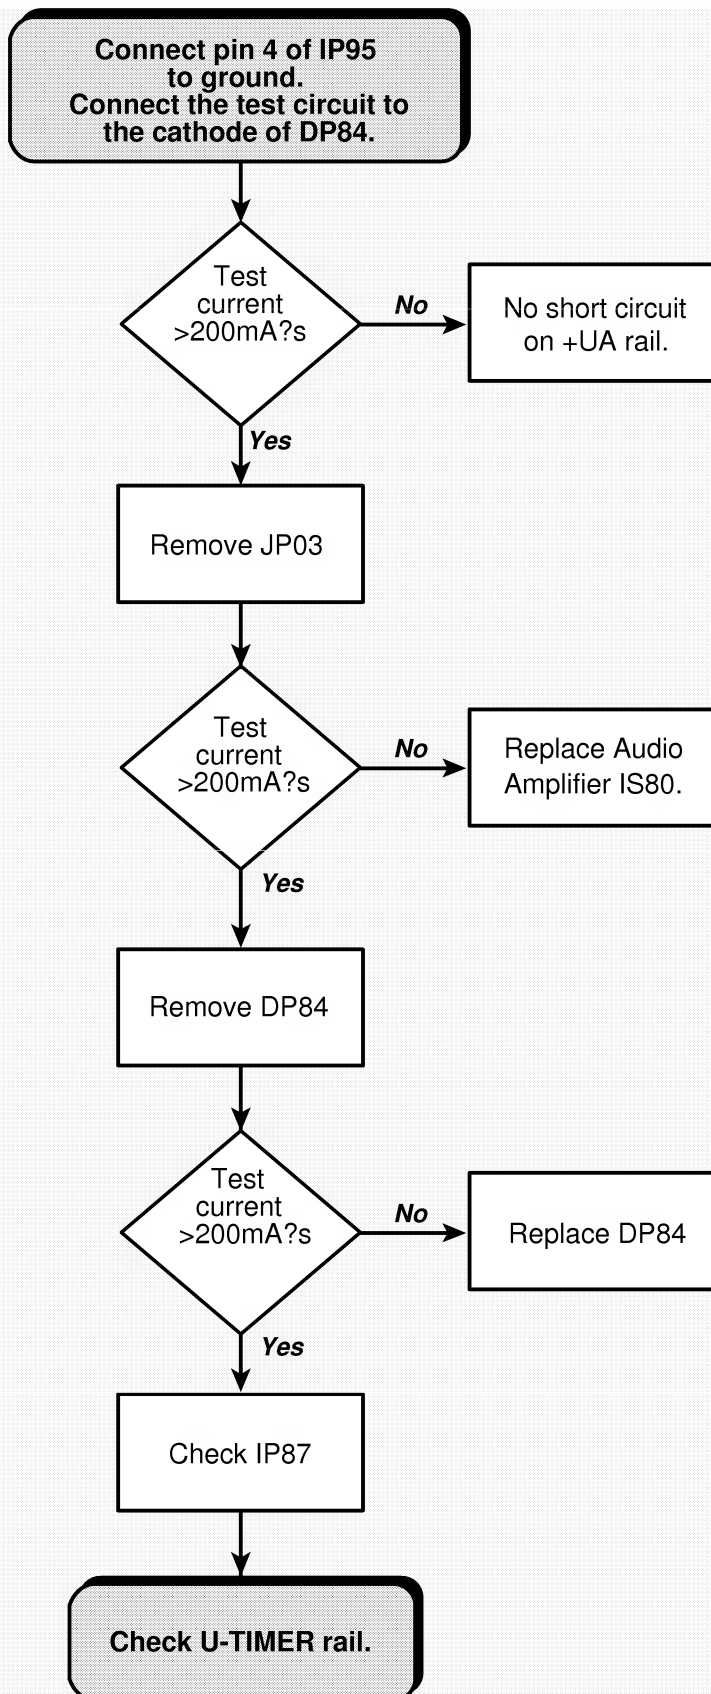 Connect pin 4 of IP95
to ground.
Connect the test circuit to
the cathode of DP84.
Test
current
>200mA?s
No
No short circuit
on +UA rail.
Yes
Remove JP03
Test
current
>200mA?s
No
Replace Audio
Amplifier IS80.
Yes
Remove DP84
Test
current
>200mA?s
No
Replace DP84
Yes
Check IP87
Check U-TIMER rail.